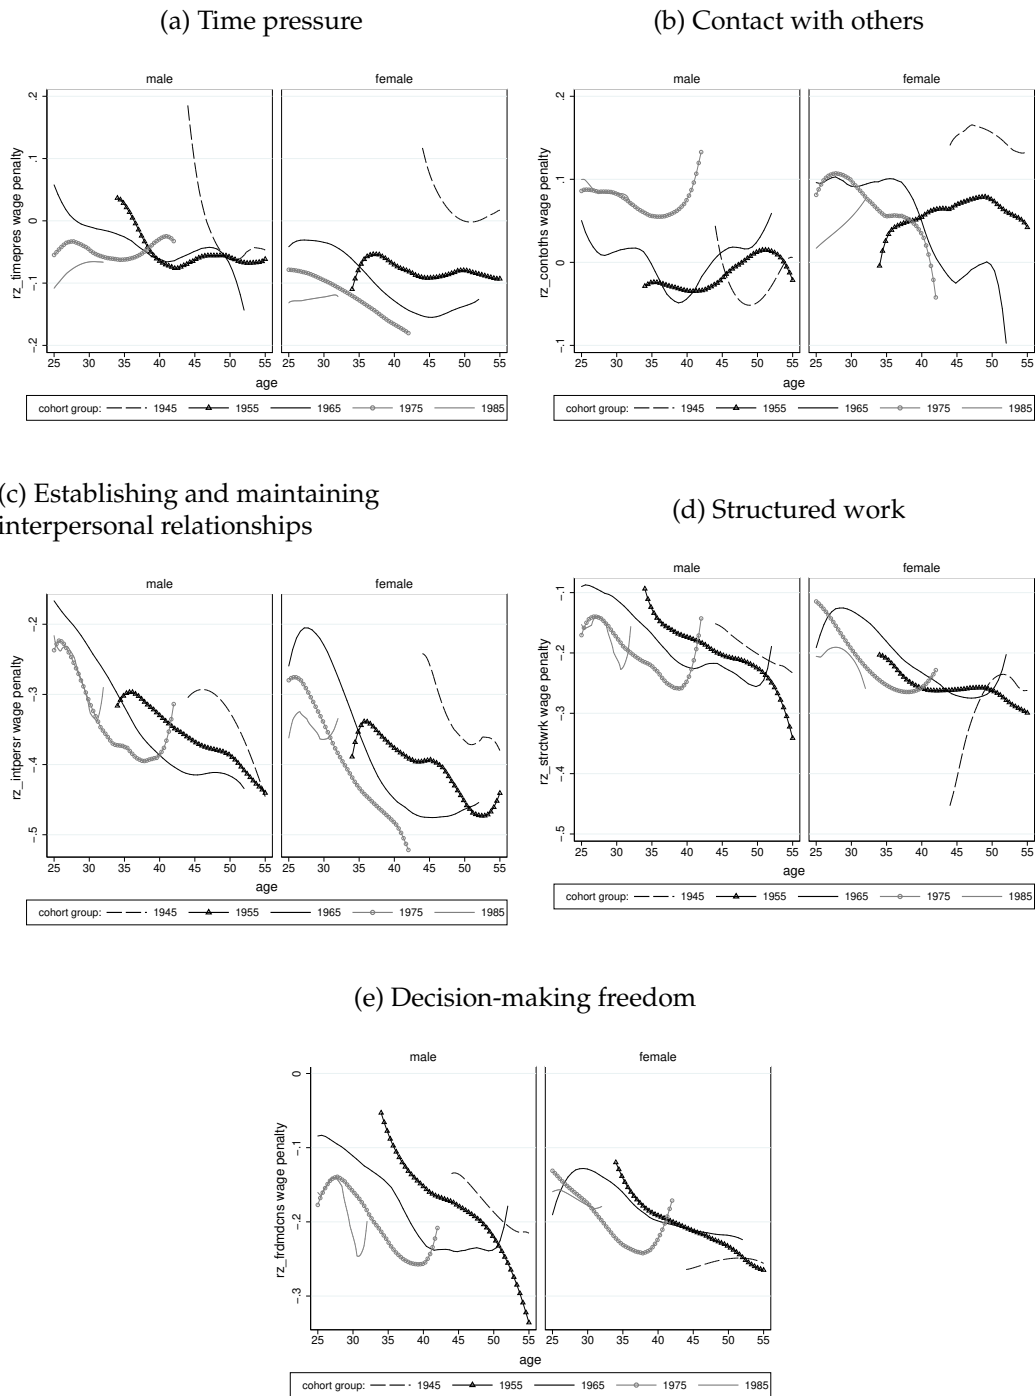 (a) Time pressure
male female
rz_timepres wage penalty
.2
.1
0
-.1
-.2
25 30 35 40 45 50 55 25 30 35 40 45 50 55
age
cohort group: 1945 1955 1965 1975 1985
(b) Contact with others
male female
rz_contoths wage penalty
.2
.1
0
-.1
25 30 35 40 45 50 55 25 30 35 40 45 50 55
age
cohort group: 1945 1955 1965 1975 1985
(c) Establishing and maintaining
interpersonal relationships
male female
rz_intpersr wage penalty
-.2
-.3
-.4
-.5
25 30 35 40 45 50 55 25 30 35 40 45 50 55
age
cohort group: 1945 1955 1965 1975 1985
(d) Structured work
male female
rz_strctwrk wage penalty
-.1
-.2
-.3
-.4
-.5
25 30 35 40 45 50 55 25 30 35 40 45 50 55
age
cohort group: 1945 1955 1965 1975 1985
(e) Decision-making freedom
male female
rz_frdmdcns wage penalty
0
-.1
-.2
-.3
25 30 35 40 45 50 55 25 30 35 40 45 50 55
age
cohort group: 1945 1955 1965 1975 1985